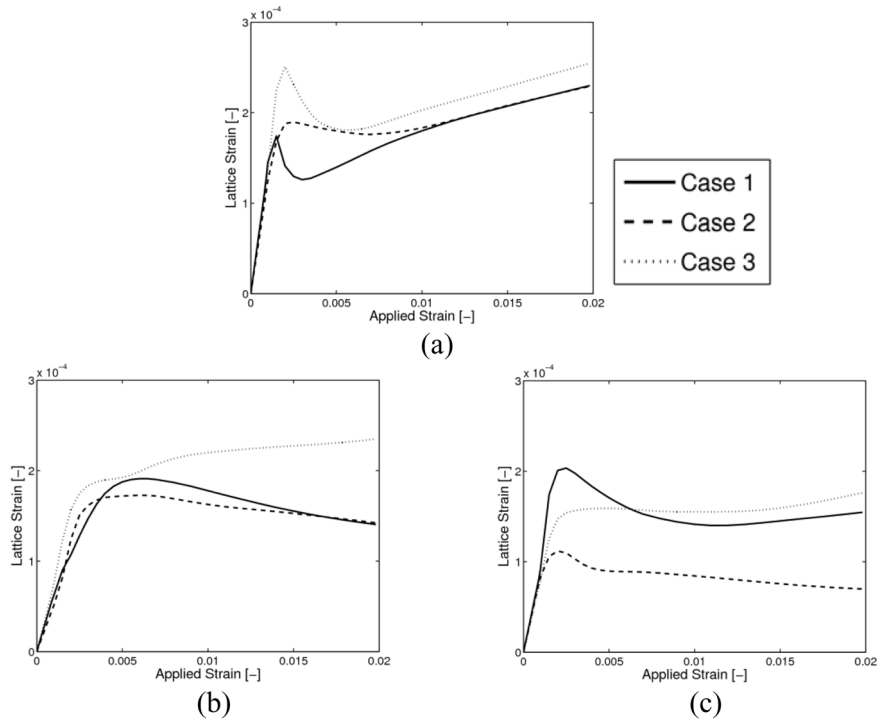 x 10⁻⁴
3
2
1
0
Lattice Strain [−]
0 0.005 0.01 0.015 0.02
Applied Strain [−]
Case 1
Case 2
Case 3
(a)
x 10⁻⁴
3
2
1
0
Lattice Strain [−]
0 0.005 0.01 0.015 0.02
Applied Strain [−]
(b)
x 10⁻⁴
3
2
1
0
Lattice Strain [−]
0 0.005 0.01 0.015 0.02
Applied Strain [−]
(c)